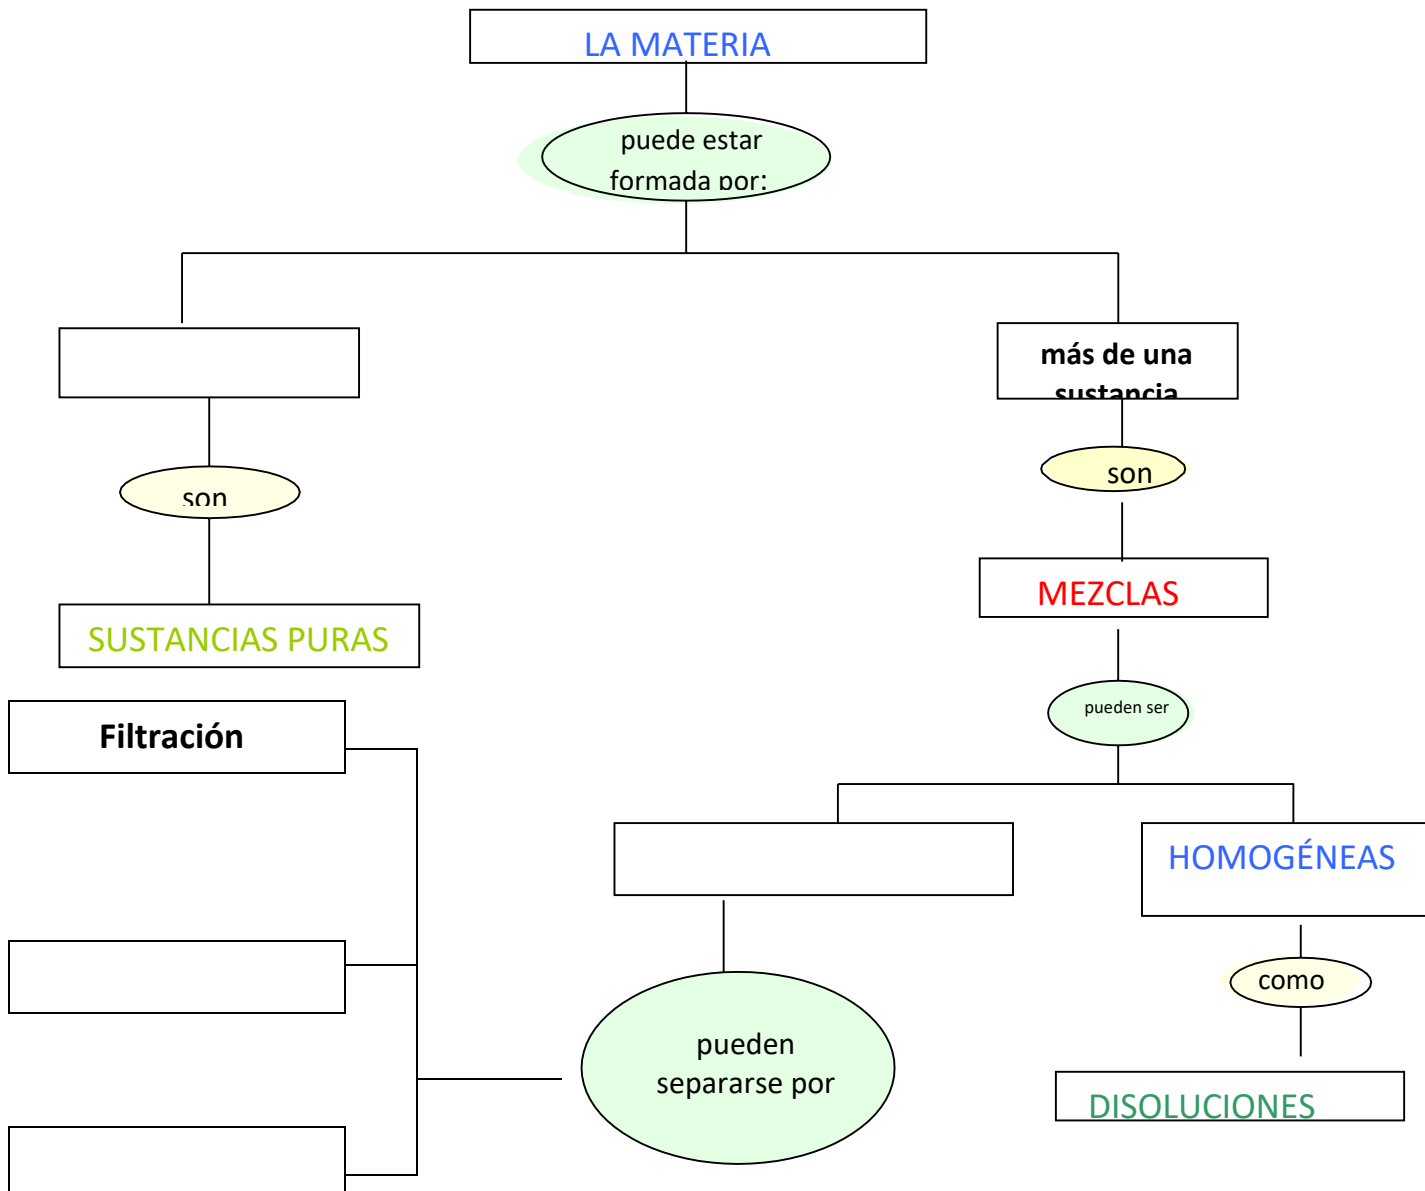 LA MATERIA
puede estar
formada por:
más de una
sustancia
son
son
MEZCLAS
SUSTANCIAS PURAS
pueden ser
Filtración
HOMOGÉNEAS
como
pueden
separarse por
DISOLUCIONES